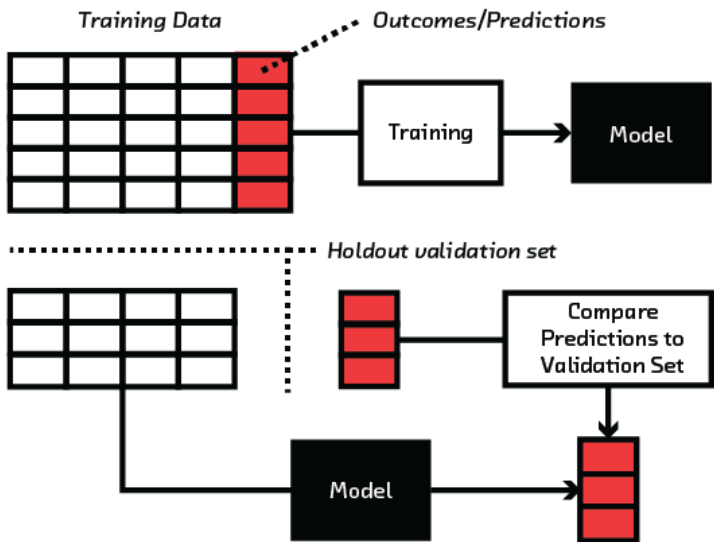 Training Data
Outcomes/Predictions
Training
Model
Holdout validation set
Compare
Predictions to
Validation Set
Model